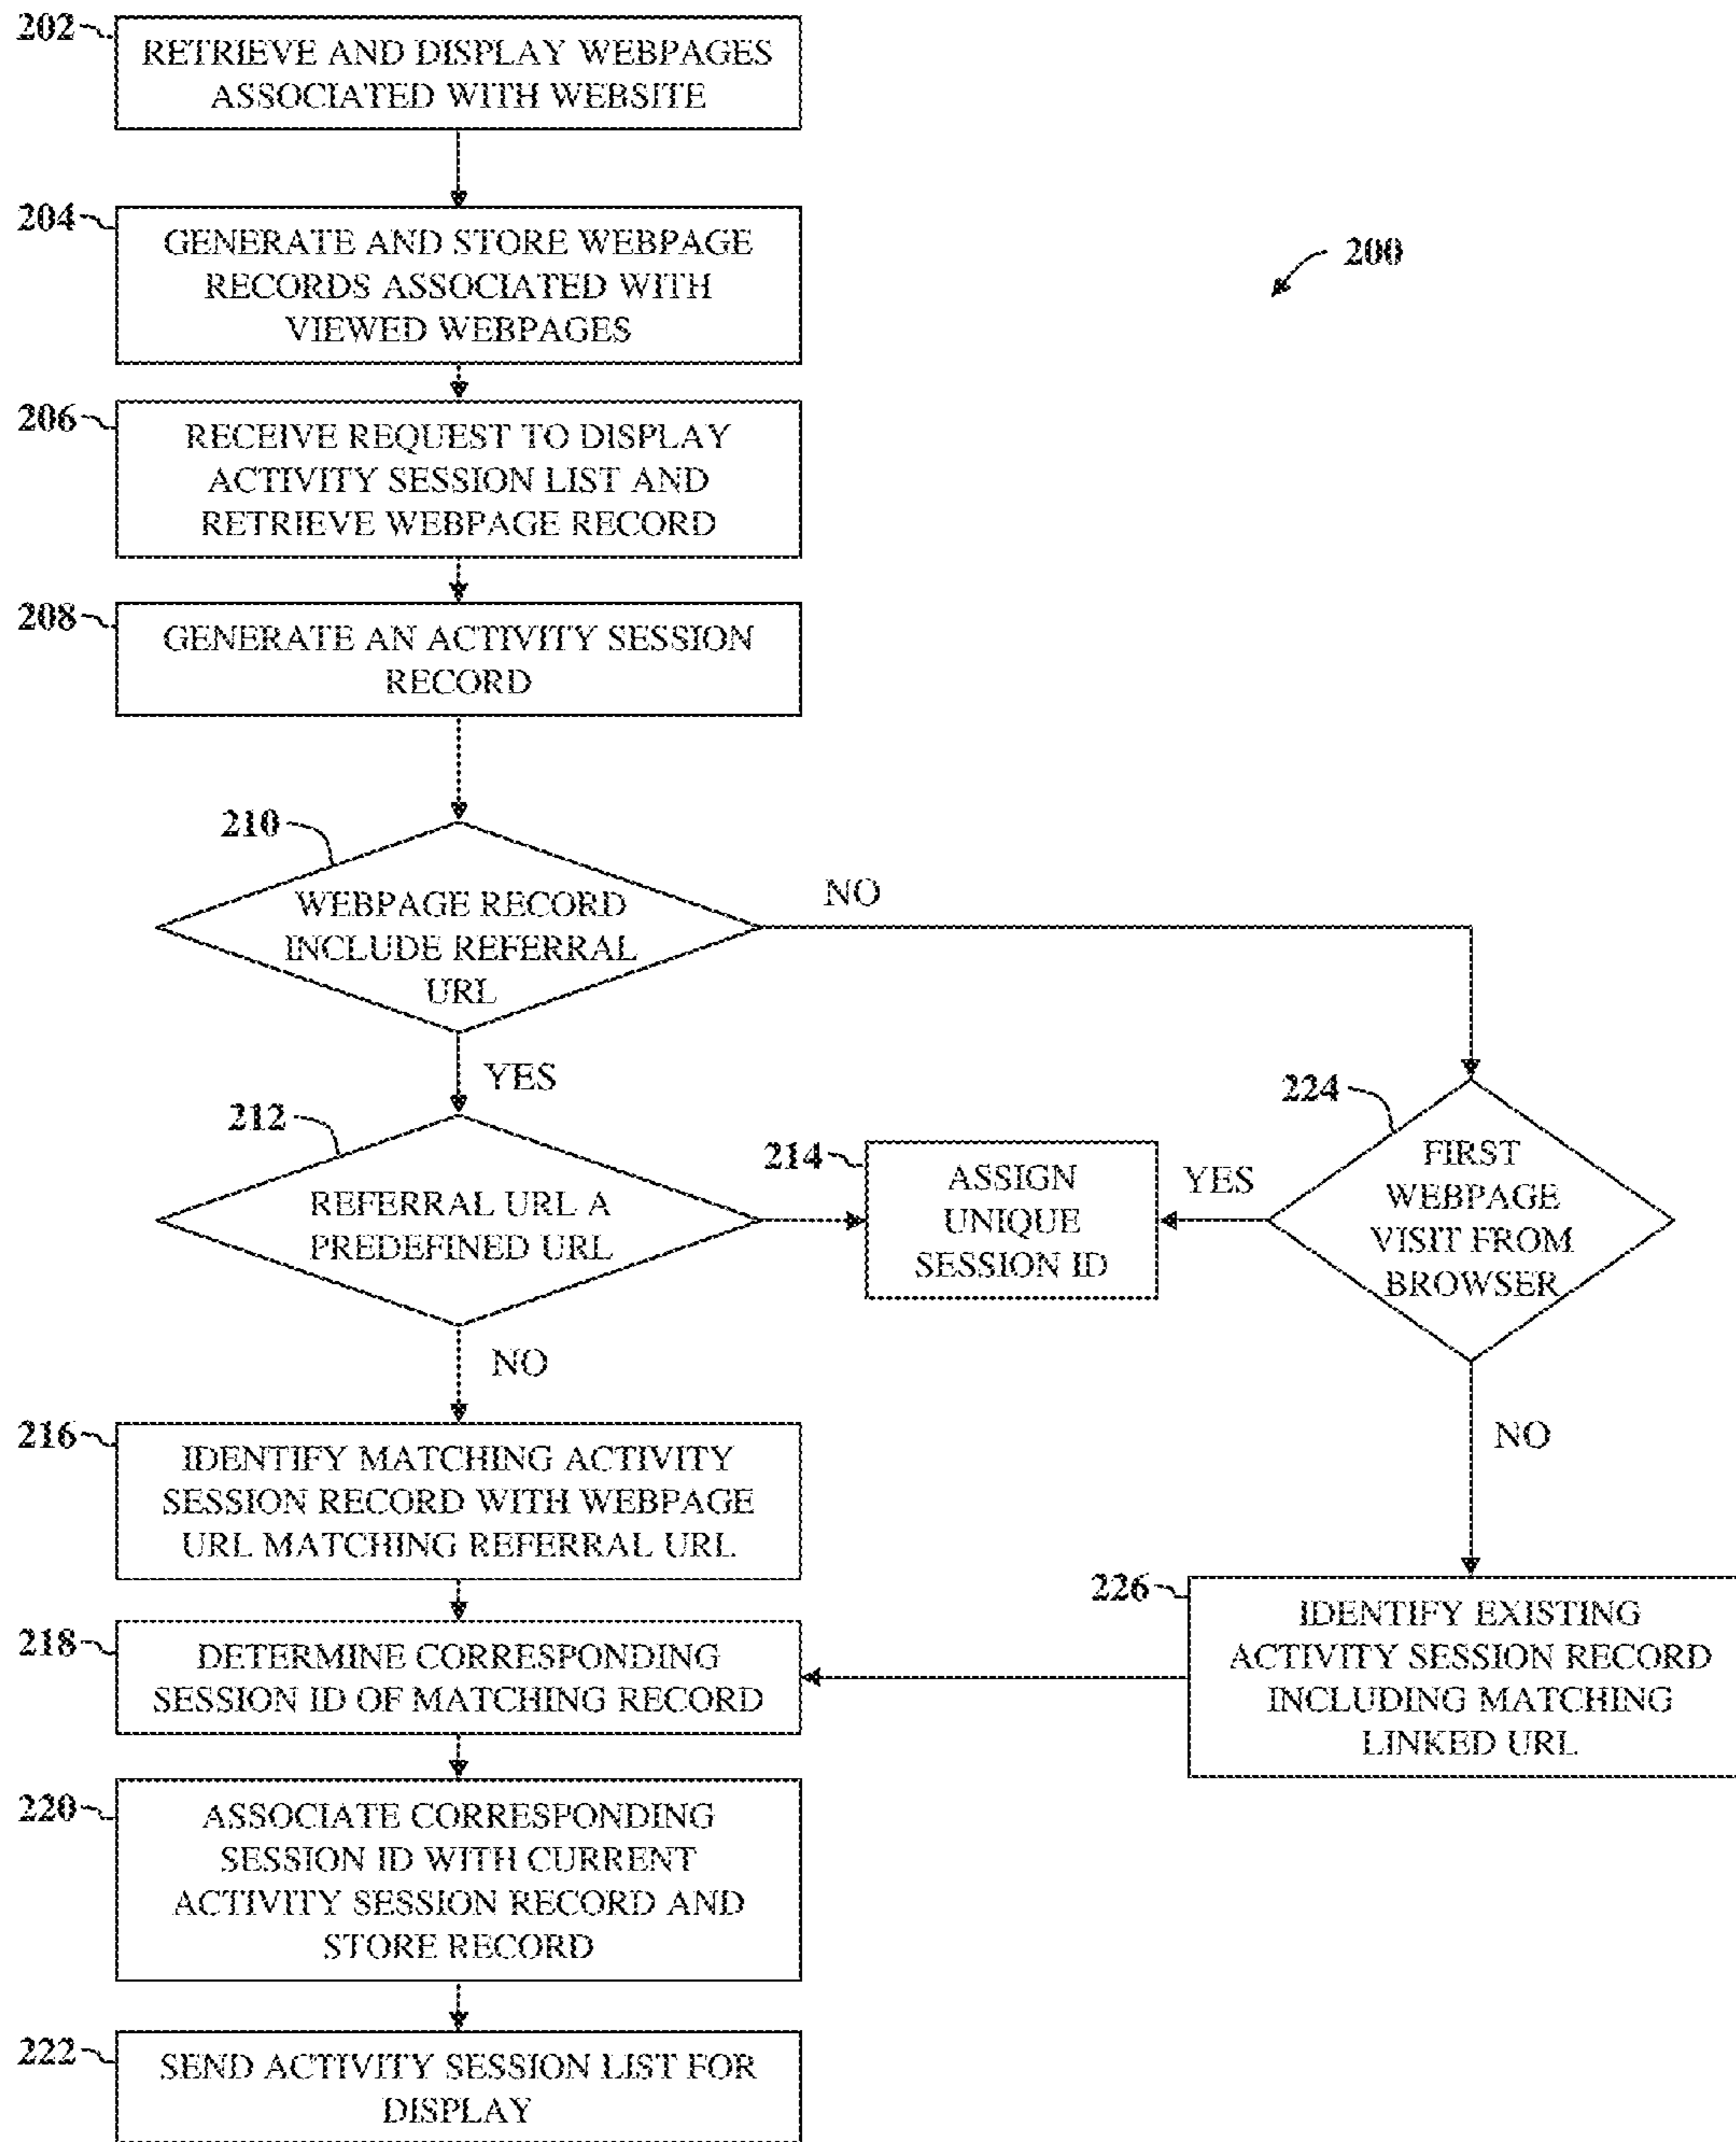 202
RETRIEVE AND DISPLAY WEBPAGES
ASSOCIATED WITH WEBSITE
204
GENERATE AND STORE WEBPAGE
RECORDS ASSOCIATED WITH
VIEWED WEBPAGES
200
206
RECEIVE REQUEST TO DISPLAY
ACTIVITY SESSION LIST AND
RETRIEVE WEBPAGE RECORD
208
GENERATE AN ACTIVITY SESSION
RECORD
210
WEBPAGE RECORD
INCLUDE REFERRAL
URL
NO
YES
212
REFERRAL URL A
PREDEFINED URL
214
ASSIGN
UNIQUE
SESSION ID
YES
224
FIRST
WEBPAGE
VISIT FROM
BROWSER
NO
NO
216
IDENTIFY MATCHING ACTIVITY
SESSION RECORD WITH WEBPAGE
URL MATCHING REFERRAL URL
226
IDENTIFY EXISTING
ACTIVITY SESSION RECORD
INCLUDING MATCHING
LINKED URL
218
DETERMINE CORRESPONDING
SESSION ID OF MATCHING RECORD
220
ASSOCIATE CORRESPONDING
SESSION ID WITH CURRENT
ACTIVITY SESSION RECORD AND
STORE RECORD
222
SEND ACTIVITY SESSION LIST FOR
DISPLAY